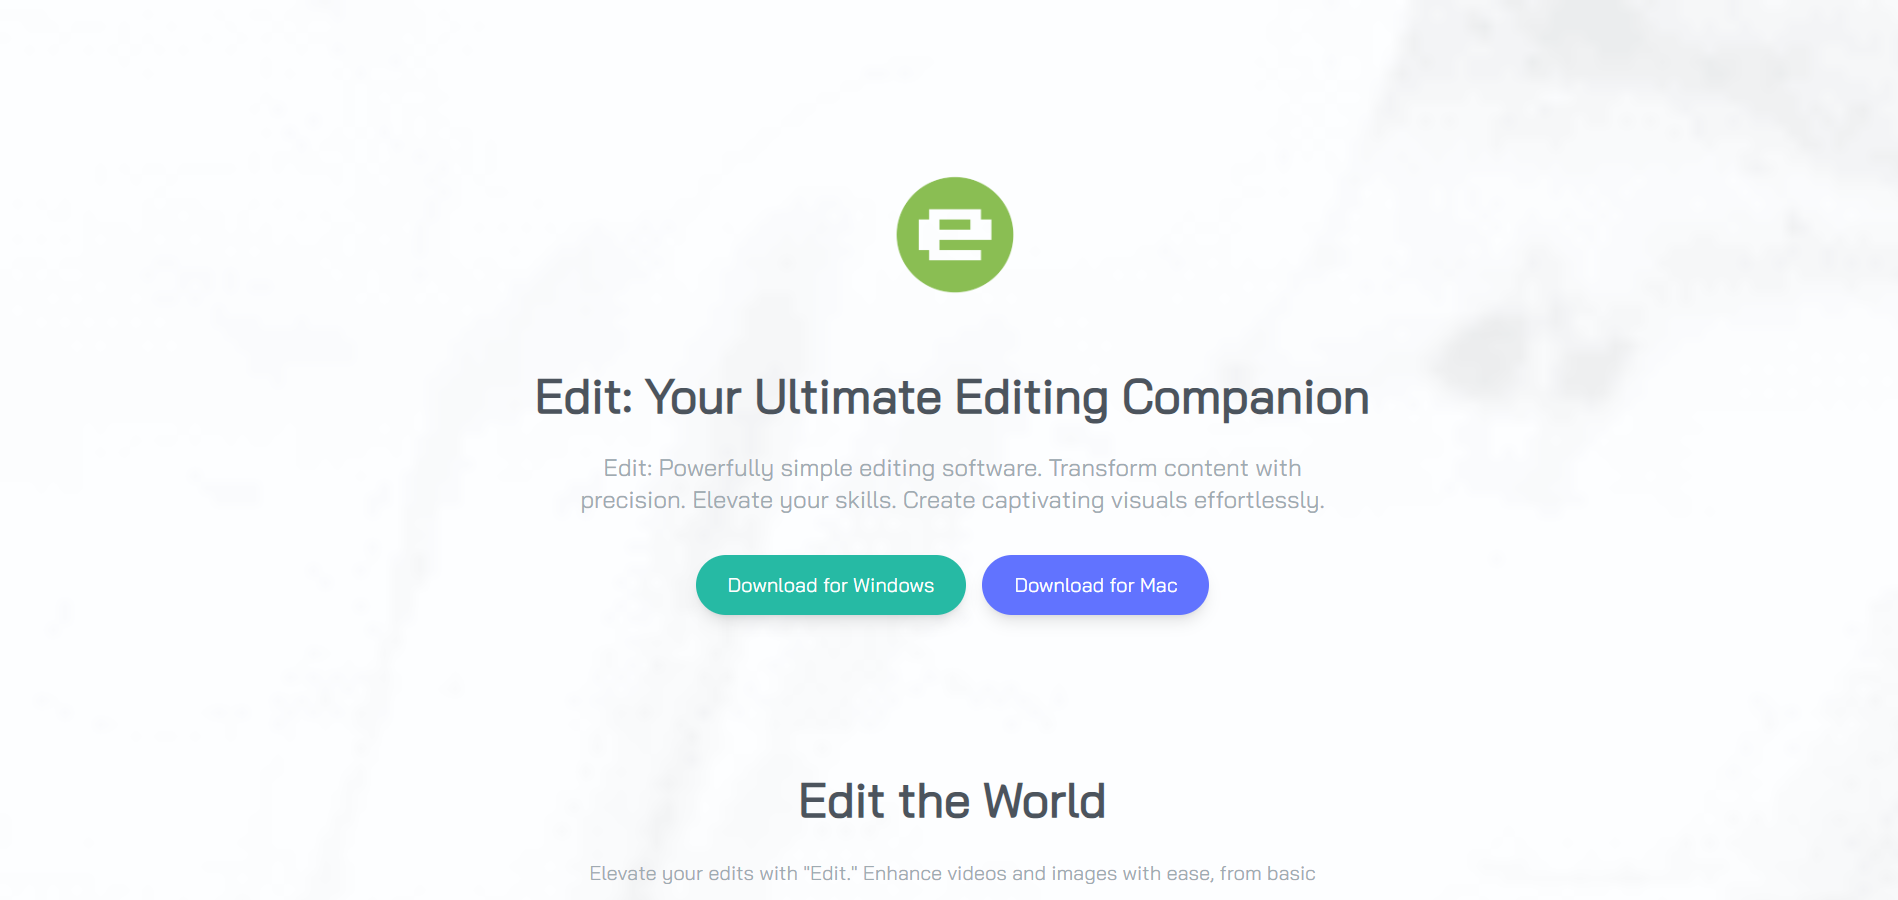 e
Edit: Your Ultimate Editing Companion
Edit: Powerfully simple editing software. Transform content with
precision. Elevate your skills. Create captivating visuals effortlessly.
Download for Windows
Download for Mac
Edit the World
Elevate your edits with "Edit." Enhance videos and images with ease, from basic